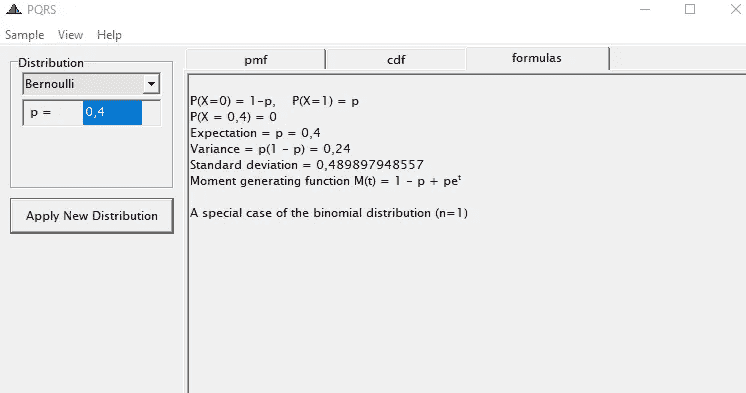 PQRS
Sample View Help
Distribution
Bernoulli
p = 0,4
Apply New Distribution
pmf cdf formulas
P(X=0) = 1-p, P(X=1) = p
P(X = 0,4) = 0
Expectation = p = 0,4
Variance = p(1 - p) = 0,24
Standard deviation = 0,489897948557
Moment generating function M(t) = 1 - p + peᵗ
A special case of the binomial distribution (n=1)